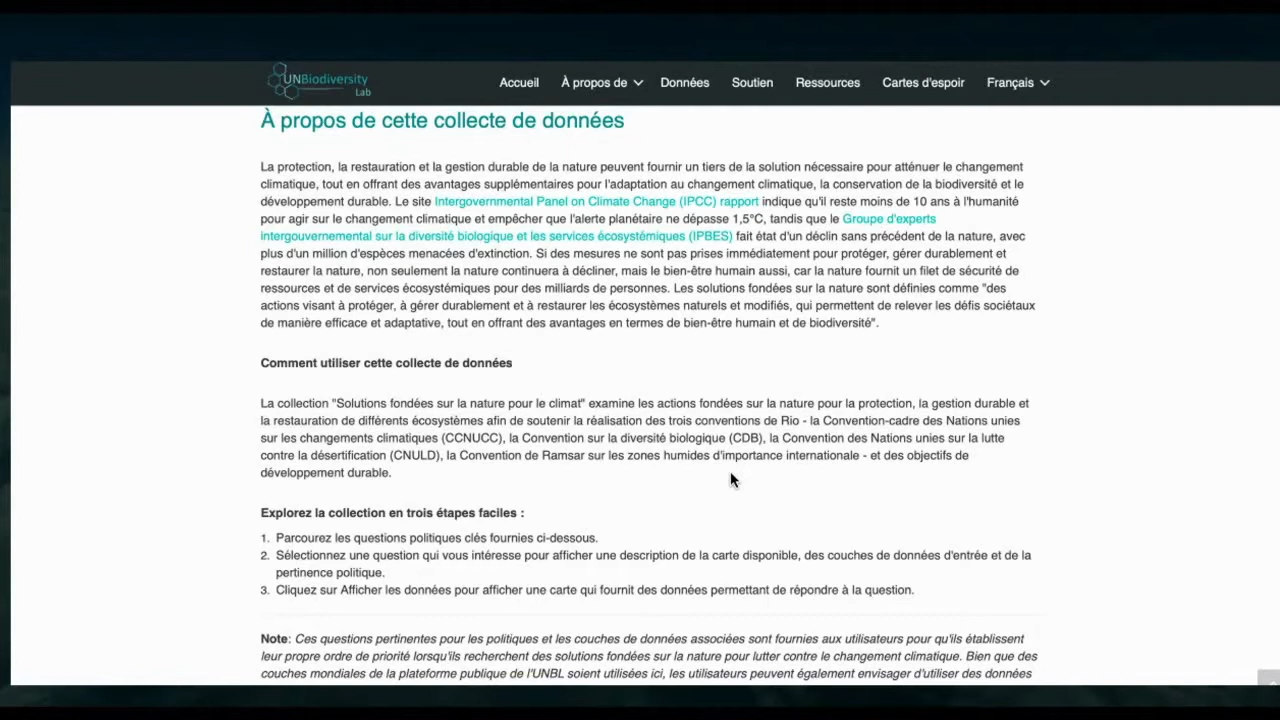 UNBiodiversity
Lab
Accueil À propos de Données Soutien Ressources Cartes d'espoir Français
À propos de cette collecte de données
La protection, la restauration et la gestion durable de la nature peuvent fournir un tiers de la solution nécessaire pour atténuer le changement
climatique, tout en offrant des avantages supplémentaires pour l'adaptation au changement climatique, la conservation de la biodiversité et le
développement durable. Le site Intergovernmental Panel on Climate Change (IPCC) rapport indique qu'il reste moins de 10 ans à l'humanité
pour agir sur le changement climatique et empêcher que l'alerte planétaire ne dépasse 1,5°C, tandis que le Groupe d'experts
intergouvernemental sur la diversité biologique et les services écosystémiques (IPBES) fait état d'un déclin sans précédent de la nature, avec
plus d'un million d'espèces menacées d'extinction. Si des mesures ne sont pas prises immédiatement pour protéger, gérer durablement et
restaurer la nature, non seulement la nature continuera à décliner, mais le bien-être humain aussi, car la nature fournit un filet de sécurité de
ressources et de services écosystémiques pour des milliards de personnes. Les solutions fondées sur la nature sont définies comme "des
actions visant à protéger, à gérer durablement et à restaurer les écosystèmes naturels et modifiés, qui permettent de relever les défis sociétaux
de manière efficace et adaptative, tout en offrant des avantages en termes de bien-être humain et de biodiversité".
Comment utiliser cette collecte de données
La collection "Solutions fondées sur la nature pour le climat" examine les actions fondées sur la nature pour la protection, la gestion durable et
la restauration de différents écosystèmes afin de soutenir la réalisation des trois conventions de Rio - la Convention-cadre des Nations unies
sur les changements climatiques (CCNUCC), la Convention sur la diversité biologique (CDB), la Convention des Nations unies sur la lutte
contre la désertification (CNULD), la Convention de Ramsar sur les zones humides d'importance internationale - et des objectifs de
développement durable.
Explorez la collection en trois étapes faciles :
1. Parcourez les questions politiques clés fournies ci-dessous.
2. Sélectionnez une question qui vous intéresse pour afficher une description de la carte disponible, des couches de données d'entrée et de la
pertinence politique.
3. Cliquez sur Afficher les données pour afficher une carte qui fournit des données permettant de répondre à la question.
Note: Ces questions pertinentes pour les politiques et les couches de données associées sont fournies aux utilisateurs pour qu'ils établissent
leur propre ordre de priorité lorsqu'ils recherchent des solutions fondées sur la nature pour lutter contre le changement climatique. Bien que des
couches mondiales de la plateforme publique de l'UNBL soient utilisées ici, les utilisateurs peuvent également envisager d'utiliser des données